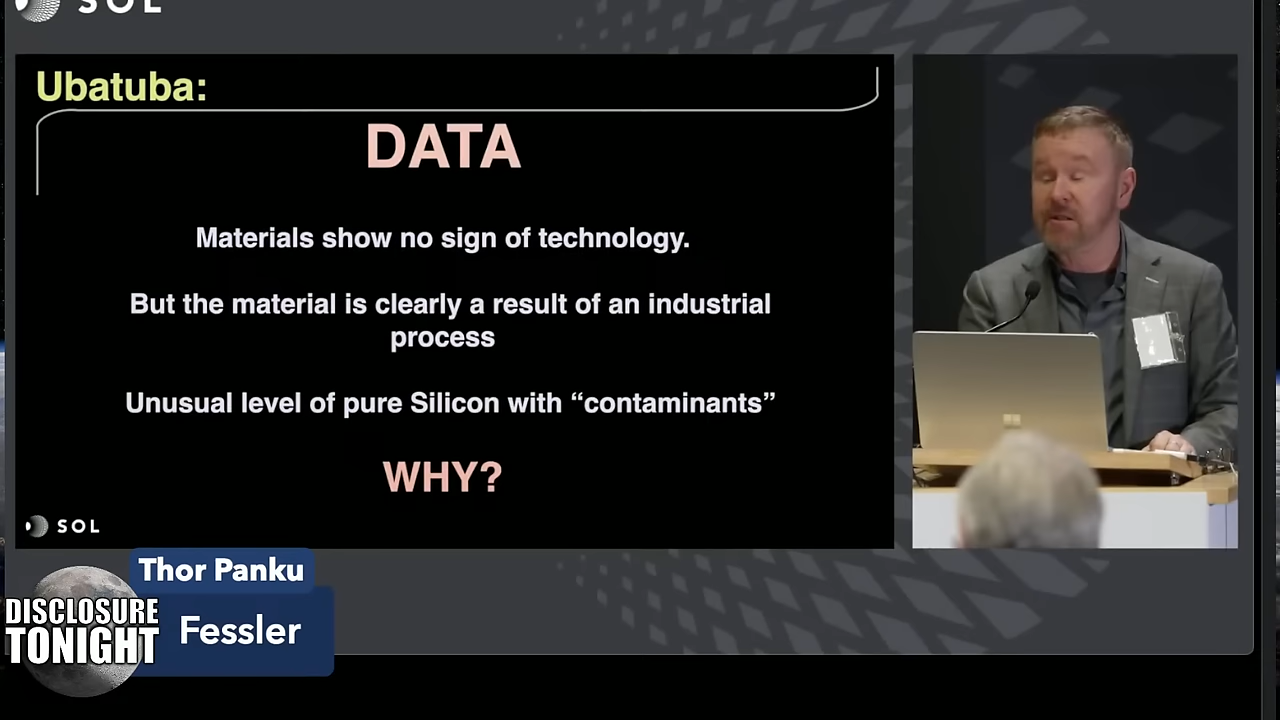 SOL
Ubatuba:
DATA
Materials show no sign of technology.
But the material is clearly a result of an industrial
process
Unusual level of pure Silicon with “contaminants”
WHY?
SOL
Thor Panku
DISCLOSURE
TONIGHT
Fessler